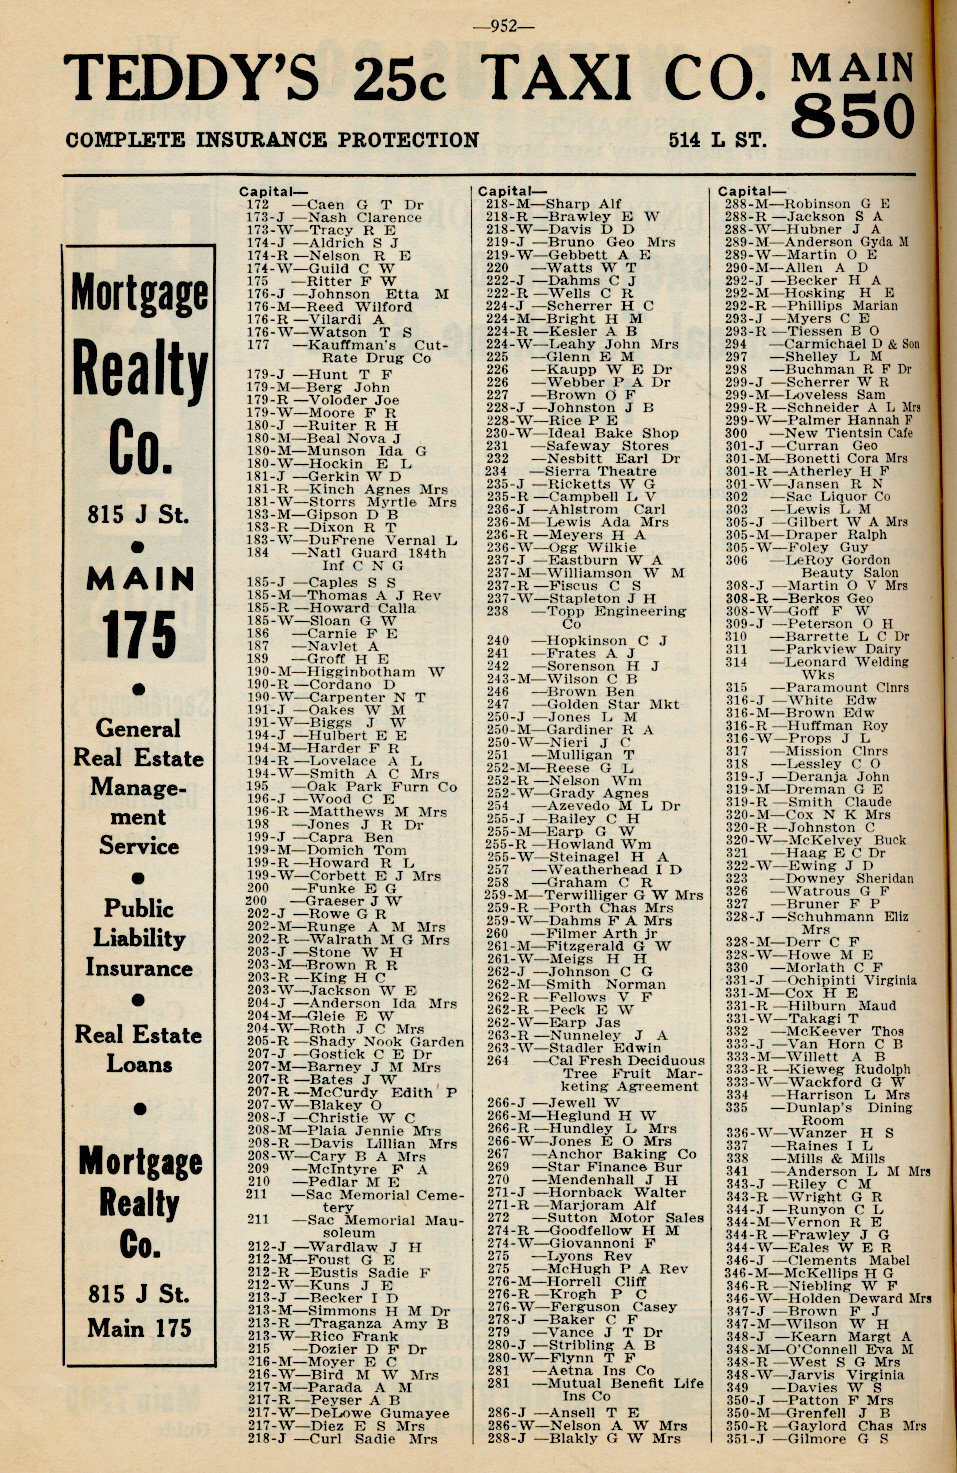 —952—
TEDDY'S 25c TAXI CO. MAIN 850
COMPLETE INSURANCE PROTECTION 514 L ST.
Mortgage
Realty
Co.
815 J St.
•
MAIN
175
•
General
Real Estate
Manage-
ment
Service
•
Public
Liability
Insurance
•
Real Estate
Loans
•
Mortgage
Realty
Co.
815 J St.
Main 175
Capital—
172 —Caen G T Dr
173-J —Nash Clarence
173-W—Tracy R E
174-J —Aldrich S J
174-R —Nelson R E
174-W—Guild C W
175 —Ritter F W
176-J —Johnson Etta M
176-M—Reed Wilford
176-R —Vilardi A
176-W—Watson T S
177 —Kauffman's Cut-
Rate Drug Co
179-J —Hunt T F
179-M—Berg John
179-R —Voloder Joe
179-W—Moore F R
180-J —Ruiter R H
180-M—Beal Nova J
180-M—Munson Ida G
180-W—Hockin E L
181-J —Gerkin W D
181-R —Kinch Agnes Mrs
181-W—Storrs Myrtle Mrs
183-M—Gipson D B
183-R —Dixon R T
183-W—DuFrene Vernal L
184 —Natl Guard 184th
Inf C N G
185-J —Caples S S
185-M—Thomas A J Rev
185-R —Howard Calla
185-W—Sloan G W
186 —Carnie F E
187 —Navlet A
189 —Groff H E
190-M—Higginbotham W
190-R —Cordano D
190-W—Carpenter N T
191-J —Oakes W M
191-W—Biggs J W
194-J —Hulbert E E
194-M—Harder F R
194-R —Lovelace A L
194-W—Smith A C Mrs
195 —Oak Park Furn Co
196-J —Wood C E
196-R —Matthews M Mrs
198 —Jones J R Dr
199-J —Capra Ben
199-M—Domich Tom
199-R —Howard R L
199-W—Corbett E J Mrs
200 —Funke E G
200 —Graeser J W
202-J —Rowe G R
202-M—Runge A M Mrs
202-R —Walrath M G Mrs
203-J —Stone W H
203-M—Brown R R
203-R —King H C
203-W—Jackson W E
204-J —Anderson Ida Mrs
204-M—Gleie E W
204-W—Roth J C Mrs
205-R —Shady Nook Garden
207-J —Gostick C E Dr
207-M—Barney J M Mrs
207-R —Bates J W
207-R —McCurdy Edith P
207-W—Blakey O
208-J —Christie W C
208-M—Plaia Jennie Mrs
208-R —Davis Lillian Mrs
208-W—Cary B A Mrs
209 —McIntyre F A
210 —Pedlar M E
211 —Sac Memorial Ceme-
tery
211 —Sac Memorial Mau-
soleum
212-J —Wardlaw J H
212-M—Foust G E
212-R —Eustis Sadie F
212-W—Kuns J E
213-J —Becker I D
213-M—Simmons H M Dr
213-R —Traganza Amy B
213-W—Rico Frank
215 —Dozier D F Dr
216-M—Moyer E C
216-W—Bird M W Mrs
217-M—Parada A M
217-R —Peyser A B
217-W—DeLowe Gumayee
217-W—Diez E S Mrs
218-J —Curl Sadie Mrs
Capital—
218-M—Sharp Alf
218-R —Brawley E W
218-W—Davis D D
219-J —Bruno Geo Mrs
219-W—Gebbett A E
220 —Watts W T
222-J —Dahms C J
222-R —Wells C R
224-J —Scherrer H C
224-M—Bright H M
224-R —Kesler A B
224-W—Leahy John Mrs
225 —Glenn E M
226 —Kaupp W E Dr
226 —Webber P A Dr
227 —Brown O F
228-J —Johnston J B
228-W—Rice P E
230-W—Ideal Bake Shop
231 —Safeway Stores
232 —Nesbitt Earl Dr
234 —Sierra Theatre
235-J —Ricketts W G
235-R —Campbell L V
236-J —Ahlstrom Carl
236-M—Lewis Ada Mrs
236-R —Meyers H A
236-W—Ogg Wilkie
237-J —Eastburn W A
237-M—Williamson W M
237-R —Fiscus C S
237-W—Stapleton J H
238 —Topp Engineering
Co
240 —Hopkinson C J
241 —Frates A J
242 —Sorenson H J
243-M—Wilson C B
246 —Brown Ben
247 —Golden Star Mkt
250-J —Jones L M
250-M—Gardiner R A
250-W—Nieri J C
251 —Mulligan T
252-M—Reese G L
252-R —Nelson Wm
252-W—Grady Agnes
254 —Azevedo M L Dr
255-J —Bailey C H
255-M—Earp G W
255-R —Howland Wm
255-W—Steinagel H A
257 —Weatherhead I D
258 —Graham C R
259-M—Terwilliger G W Mrs
259-R —Porth Chas Mrs
259-W—Dahms F A Mrs
260 —Filmer Arth jr
261-M—Fitzgerald G W
261-W—Meigs H H
262-J —Johnson C G
262-M—Smith Norman
262-R —Fellows V F
262-R —Peck E W
262-W—Earp Jas
263-R —Nunneley J A
263-W—Stadler Edwin
264 —Cal Fresh Deciduous
Tree Fruit Mar-
keting Agreement
266-J —Jewell W
266-M—Heglund H W
266-R —Hundley L Mrs
266-W—Jones E O Mrs
267 —Anchor Baking Co
269 —Star Finance Bur
270 —Mendenhall J H
271-J —Hornback Walter
271-R —Marjoram Alf
272 —Sutton Motor Sales
274-R —Goodfellow H M
274-W—Giovannoni F
275 —Lyons Rev
275 —McHugh P A Rev
276-M—Horrell Cliff
276-R —Krogh P C
276-W—Ferguson Casey
278-J —Baker C F
279 —Vance J T Dr
280-J —Stribling A B
280-W—Flynn T F
281 —Aetna Ins Co
281 —Mutual Benefit Life
Ins Co
286-J —Ansell T E
286-W—Nelson A W Mrs
288-J —Blakly G W Mrs
Capital—
288-M—Robinson G E
288-R —Jackson S A
288-W—Hubner J A
289-M—Anderson Gyda M
289-W—Martin O E
290-M—Allen A D
292-J —Becker H A
292-M—Hosking H E
292-R —Phillips Marian
293-J —Myers C E
293-R —Tiessen B O
294 —Carmichael D & Son
297 —Shelley L M
298 —Buchman R F Dr
299-J —Scherrer W R
299-M—Loveless Sam
299-R —Schneider A L Mrs
299-W—Palmer Hannah F
300 —New Tientsin Cafe
301-J —Curran Geo
301-M—Bonetti Cora Mrs
301-R —Atherley H F
301-W—Jansen R N
302 —Sac Liquor Co
303 —Lewis L M
305-J —Gilbert W A Mrs
305-M—Draper Ralph
305-W—Foley Guy
306 —LeRoy Gordon
Beauty Salon
308-J —Martin O V Mrs
308-R —Berkos Geo
308-W—Goff F W
309-J —Peterson O H
310 —Barrette L C Dr
311 —Parkview Dairy
314 —Leonard Welding
Wks
315 —Paramount Clnrs
316-J —White Edw
316-M—Brown Edw
316-R —Huffman Roy
316-W—Props J L
317 —Mission Clnrs
318 —Lessley C O
319-J —Deranja John
319-M—Dreman G E
319-R —Smith Claude
320-M—Cox N K Mrs
320-R —Johnston C
320-W—McKelvey Buck
321 —Haag E C Dr
322-W—Ewing J D
323 —Downey Sheridan
326 —Watrous G F
327 —Bruner F P
328-J —Schuhmann Eliz
Mrs
328-M—Derr C F
328-W—Howe M E
330 —Morlath C F
331-J —Ochipinti Virginia
331-M—Cox H E
331-R —Hilburn Maud
331-W—Takagi T
332 —McKeever Thos
333-J —Van Horn C B
333-M—Willett A B
333-R —Kieweg Rudolph
333-W—Wackford G W
334 —Harrison L Mrs
335 —Dunlap's Dining
Room
336-W—Wanzer H S
337 —Raines I L
338 —Mills & Mills
341 —Anderson L M Mrs
343-J —Riley C M
343-R —Wright G R
344-J —Runyon C L
344-M—Vernon R E
344-R —Frawley J G
344-W—Eales W E R
346-J —Clements Mabel
346-M—McKellips H G
346-R —Niebling W F
346-W—Holden Deward Mrs
347-J —Brown F J
347-M—Wilson W H
348-J —Kearn Margt A
348-M—O'Connell Eva M
348-R —West S G Mrs
348-W—Jarvis Virginia
349 —Davies W S
350-J —Patton F Mrs
350-M—Grenfell J B
350-R —Gaylord Chas Mrs
351-J —Gilmore G S